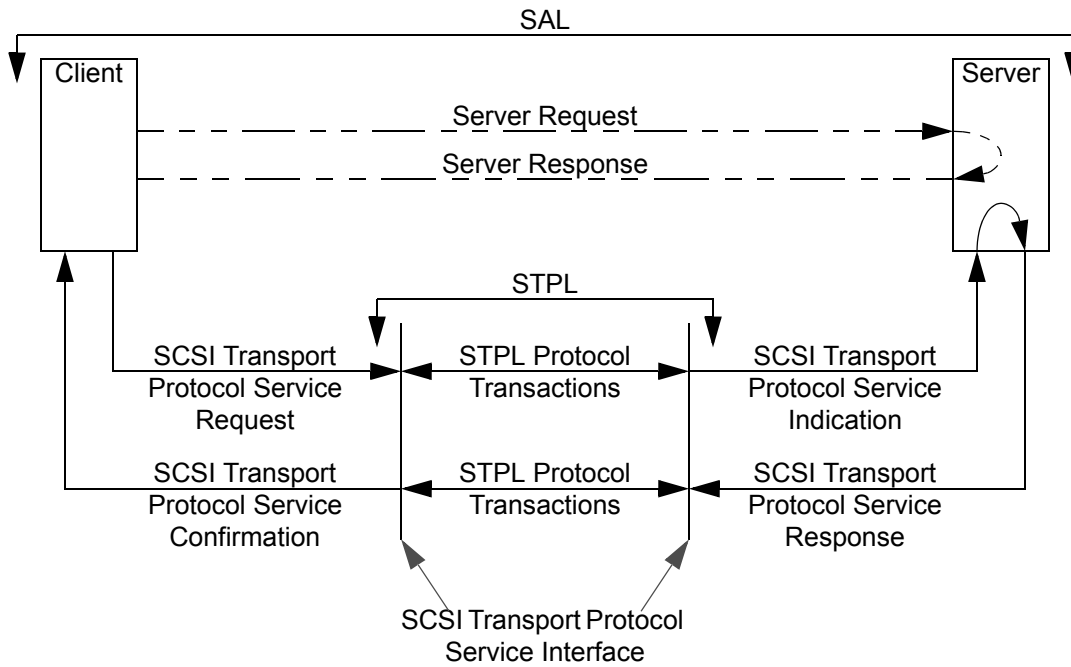 SAL
Client
Server
Server Request
Server Response
STPL
SCSI Transport
Protocol Service
Request
STPL Protocol
Transactions
SCSI Transport
Protocol Service
Indication
SCSI Transport
Protocol Service
Confirmation
STPL Protocol
Transactions
SCSI Transport
Protocol Service
Response
SCSI Transport Protocol
Service Interface